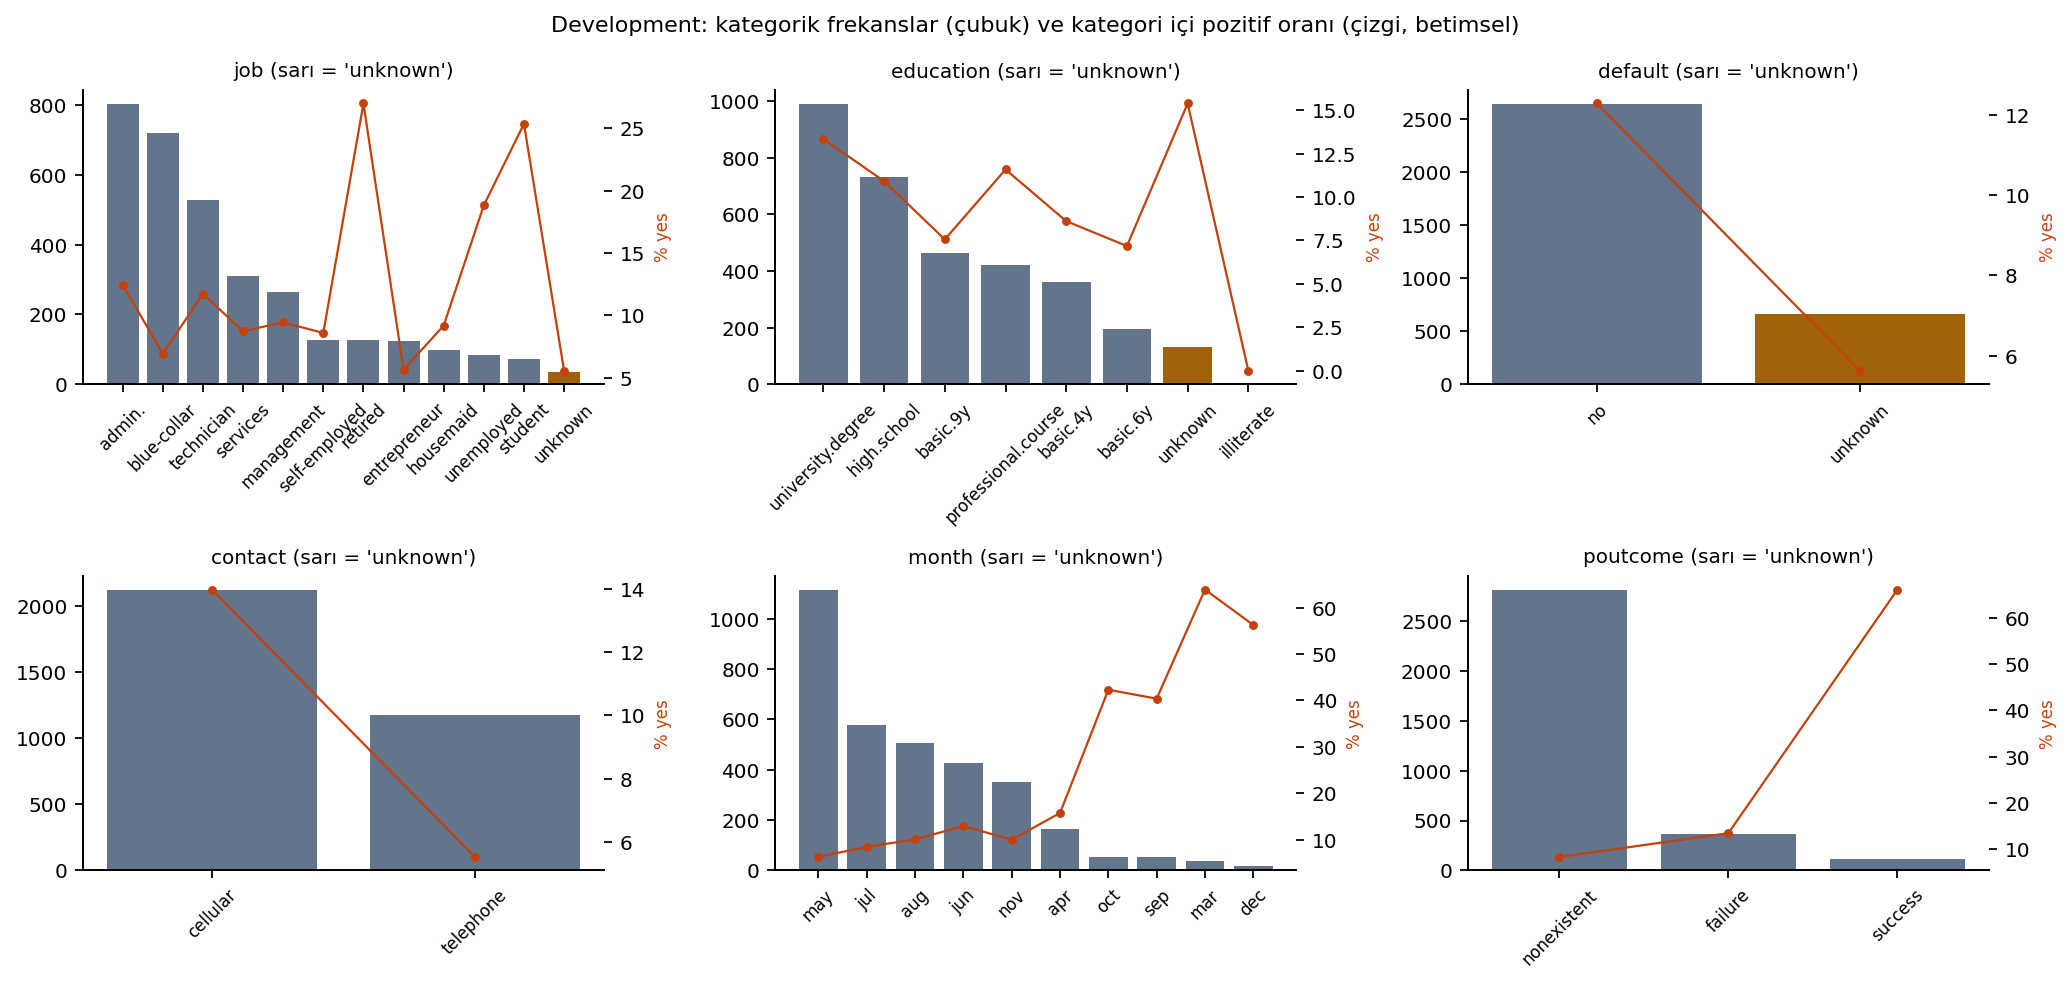 Development: kategorik frekanslar (çubuk) ve kategori içi pozitif oranı (çizgi, betimsel)
job (sarı = 'unknown')
800
600
400
200
0
25
20
15
10
5
% yes
admin.
blue-collar
technician
services
management
self-employed
retired
entrepreneur
housemaid
unemployed
student
unknown
education (sarı = 'unknown')
1000
800
600
400
200
0
15.0
12.5
10.0
7.5
5.0
2.5
0.0
% yes
university.degree
high.school
basic.9y
professional.course
basic.4y
basic.6y
unknown
illiterate
default (sarı = 'unknown')
2500
2000
1500
1000
500
0
12
10
8
6
% yes
no
unknown
contact (sarı = 'unknown')
2000
1500
1000
500
0
14
12
10
8
6
% yes
cellular
telephone
month (sarı = 'unknown')
1000
800
600
400
200
0
60
50
40
30
20
10
% yes
may
jul
aug
jun
nov
apr
oct
sep
mar
dec
poutcome (sarı = 'unknown')
2500
2000
1500
1000
500
0
60
50
40
30
20
10
% yes
nonexistent
failure
success